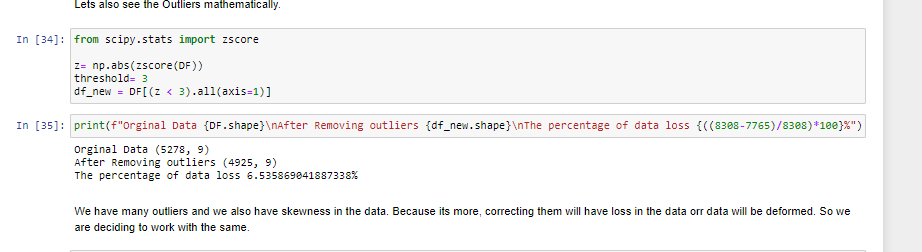 Lets also see the Outliers mathematically.
In [34]: from scipy.stats import zscore
z= np.abs(zscore(DF))
threshold= 3
df_new = DF[(z < 3).all(axis=1)]
In [35]: print(f"Orginal Data {DF.shape}\nAfter Removing outliers {df_new.shape}\nThe percentage of data loss {((8308-7765)/8308)*100}%")
Orginal Data (5278, 9)
After Removing outliers (4925, 9)
The percentage of data loss 6.535869041887338%
We have many outliers and we also have skewness in the data. Because its more, correcting them will have loss in the data orr data will be deformed. So we
are deciding to work with the same.